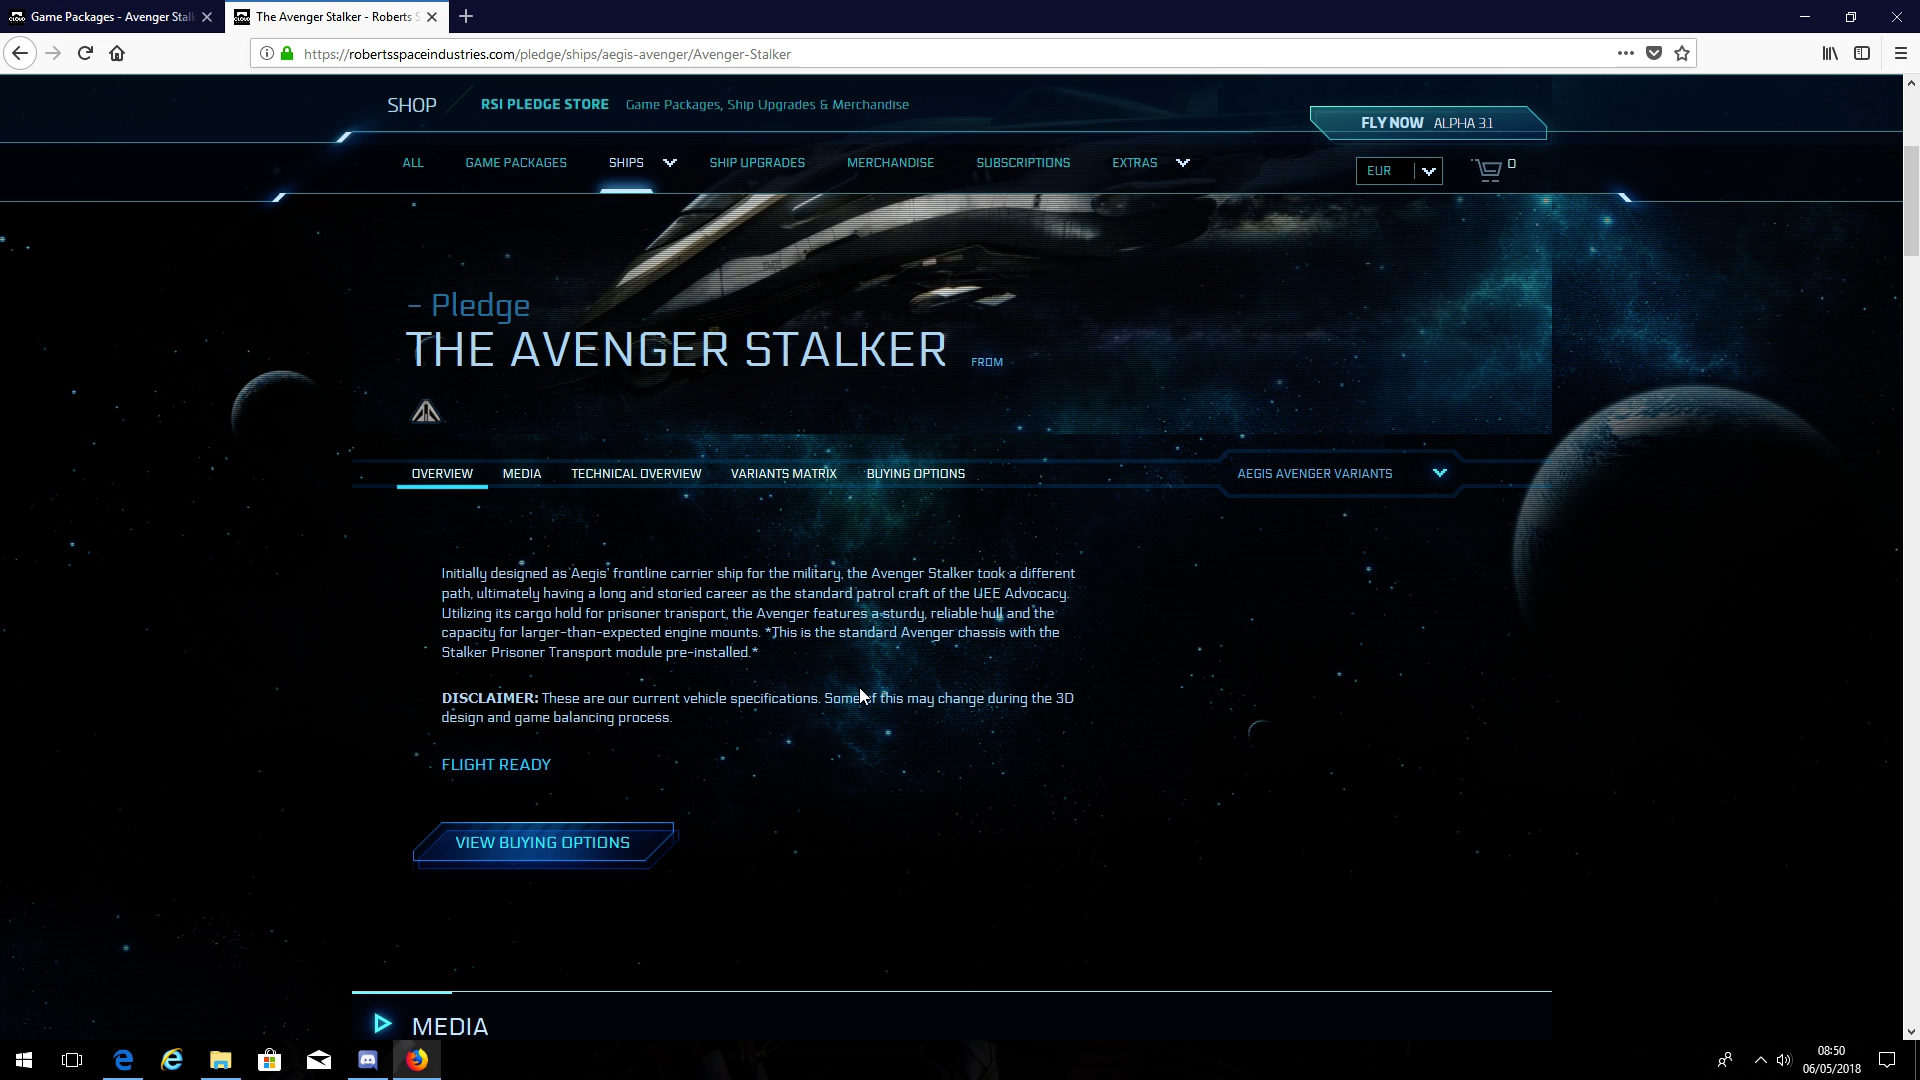 Game Packages - Avenger Stal
The Avenger Stalker - Roberts S
https://robertsspaceindustries.com/pledge/ships/aegis-avenger/Avenger-Stalker
SHOP
RSI PLEDGE STORE
Game Packages, Ship Upgrades & Merchandise
FLY NOW ALPHA 3.1
ALL
GAME PACKAGES
SHIPS
SHIP UPGRADES
MERCHANDISE
SUBSCRIPTIONS
EXTRAS
EUR
0
- Pledge
THE AVENGER STALKER
FROM
OVERVIEW
MEDIA
TECHNICAL OVERVIEW
VARIANTS MATRIX
BUYING OPTIONS
AEGIS AVENGER VARIANTS
Initially designed as Aegis' frontline carrier ship for the military, the Avenger Stalker took a different
path, ultimately having a long and storied career as the standard patrol craft of the UEE Advocacy.
Utilizing its cargo hold for prisoner transport, the Avenger features a sturdy, reliable hull and the
capacity for larger-than-expected engine mounts. *This is the standard Avenger chassis with the
Stalker Prisoner Transport module pre-installed.*
DISCLAIMER: These are our current vehicle specifications. Some of this may change during the 3D
design and game balancing process.
FLIGHT READY
VIEW BUYING OPTIONS
MEDIA
08:50
06/05/2018